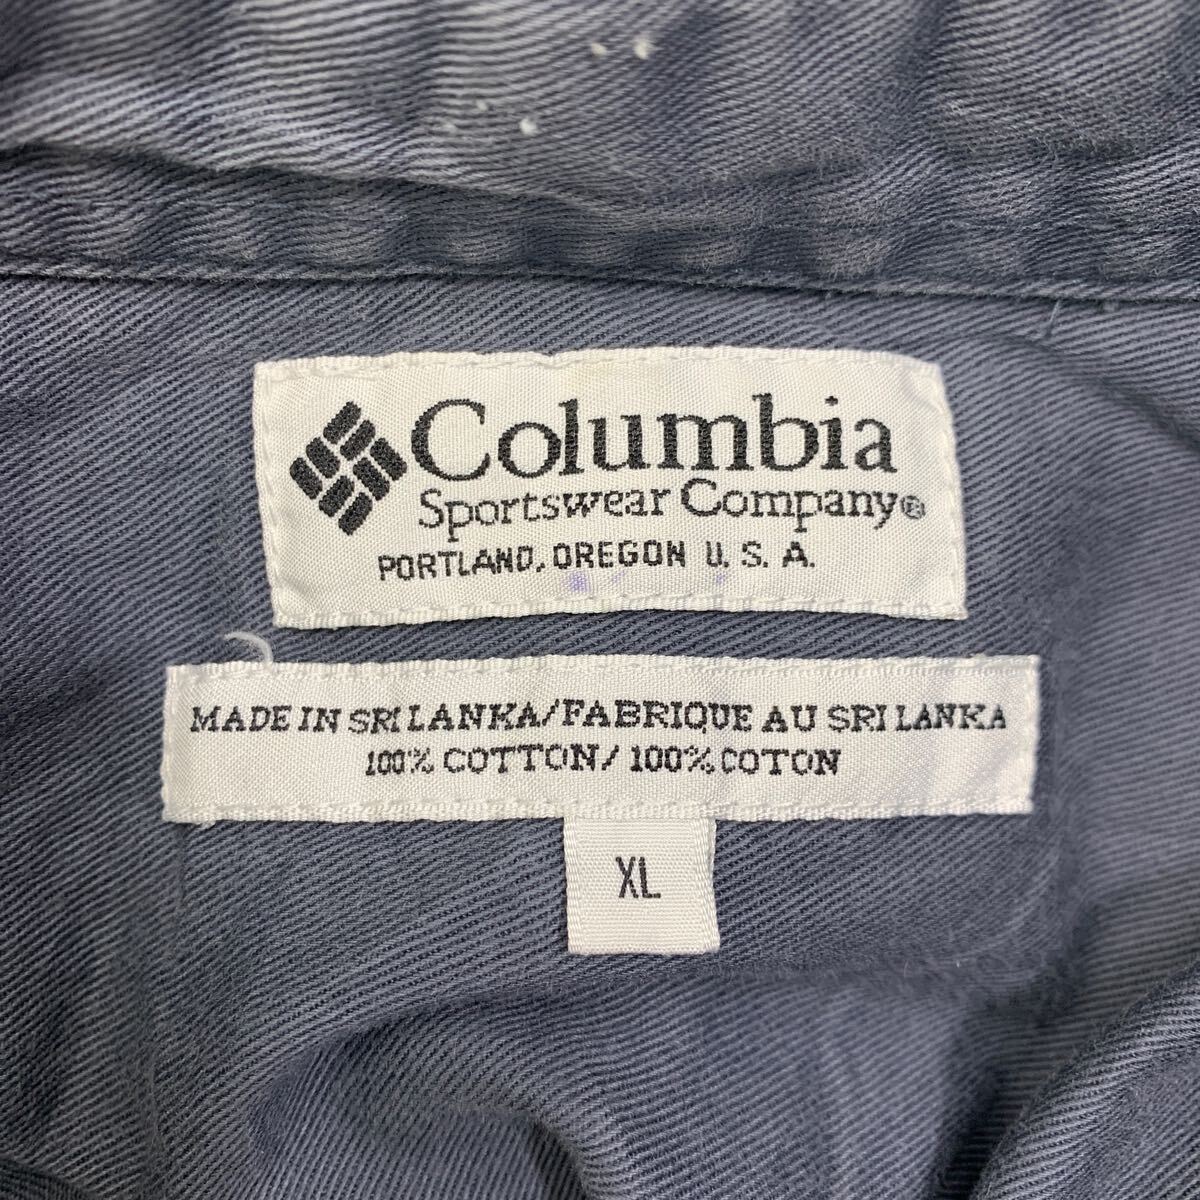 Columbia
Sportswear Company®
PORTLAND, OREGON U.S.A.
MADE IN SRI LANKA/FABRIQUE AU SRI LANKA
100% COTTON/100% COTON
XL